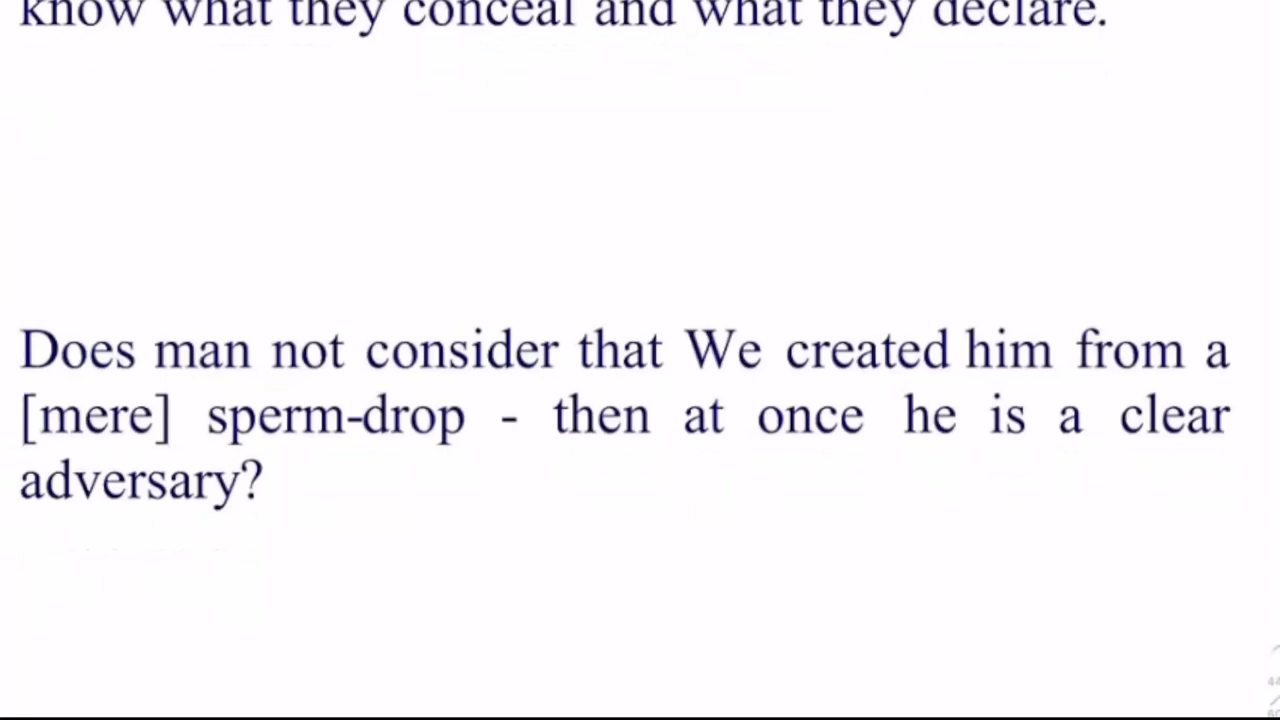 know what they conceal and what they declare.
Does man not consider that We created him from a
[mere] sperm-drop - then at once he is a clear
adversary?